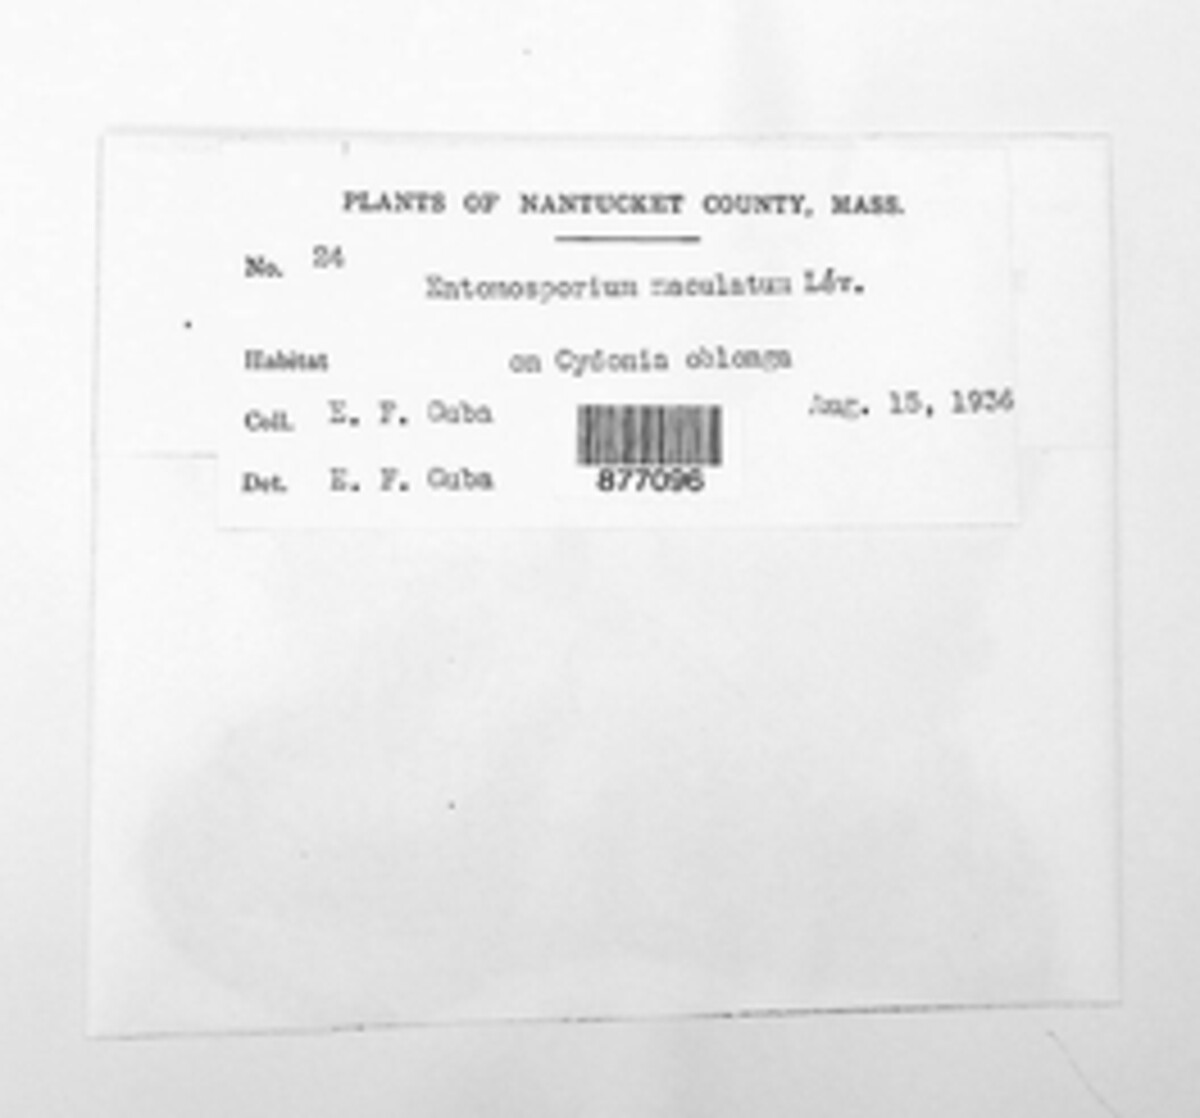 PLANTS OF NANTUCKET COUNTY, MASS.
No. 24
Entomosporium maculatum Lév.
Habitat on Cydonia oblonga
Aug. 15, 1936
Coll. E. F. Guba
Det. E. F. Guba
877096